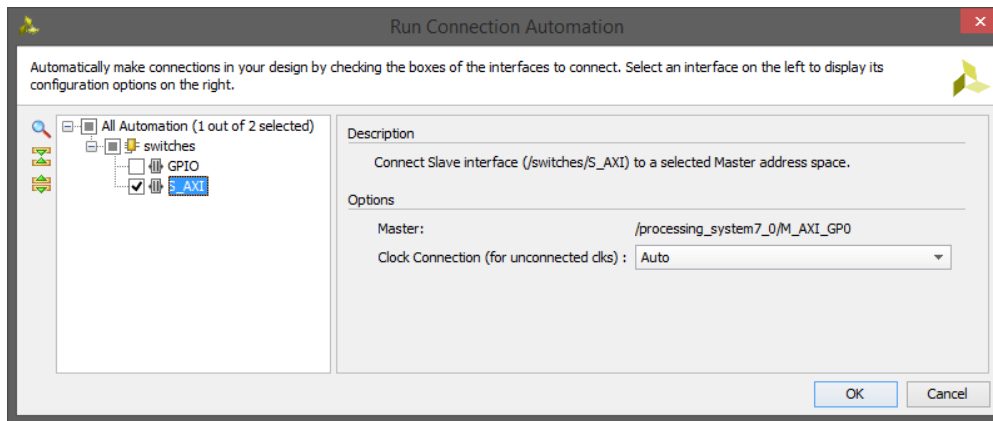 Run Connection Automation
Automatically make connections in your design by checking the boxes of the interfaces to connect. Select an interface on the left to display its
configuration options on the right.
All Automation (1 out of 2 selected)
switches
GPIO
S_AXI
Description
Connect Slave interface (/switches/S_AXI) to a selected Master address space.
Options
Master: /processing_system7_0/M_AXI_GP0
Clock Connection (for unconnected clks) : Auto
OK Cancel